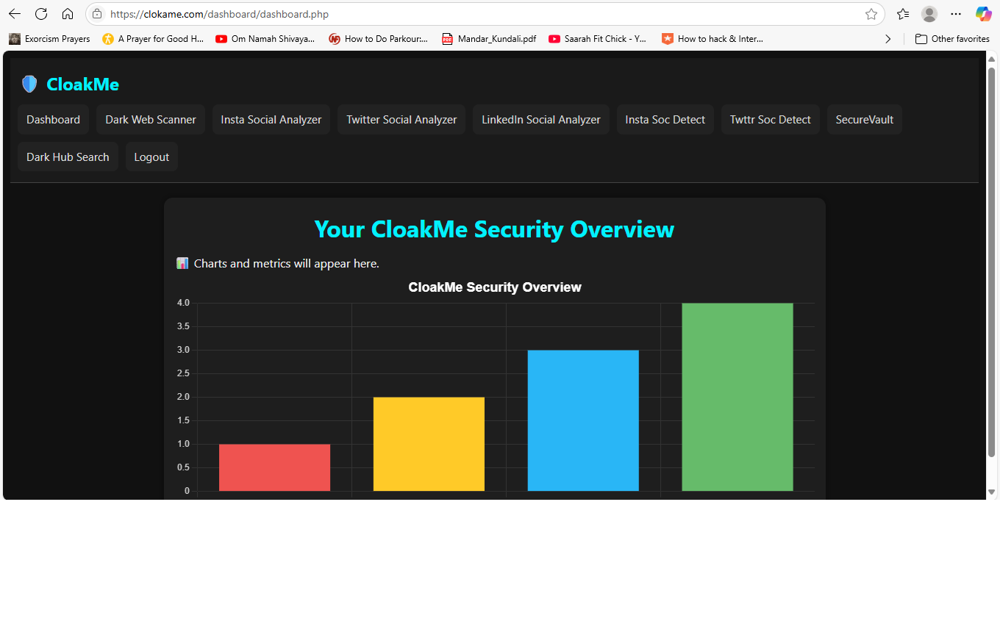 https://clokame.com/dashboard/dashboard.php
Exorcism Prayers A Prayer for Good H... Om Namah Shivaya... How to Do Parkour:... Mandar_Kundali.pdf Saarah Fit Chick - Y... How to hack & Inter... Other favorites
CloakMe
Dashboard Dark Web Scanner Insta Social Analyzer Twitter Social Analyzer LinkedIn Social Analyzer Insta Soc Detect Twttr Soc Detect SecureVault
Dark Hub Search Logout
Your CloakMe Security Overview
Charts and metrics will appear here.
CloakMe Security Overview
4.0
3.5
3.0
2.5
2.0
1.5
1.0
0.5
0